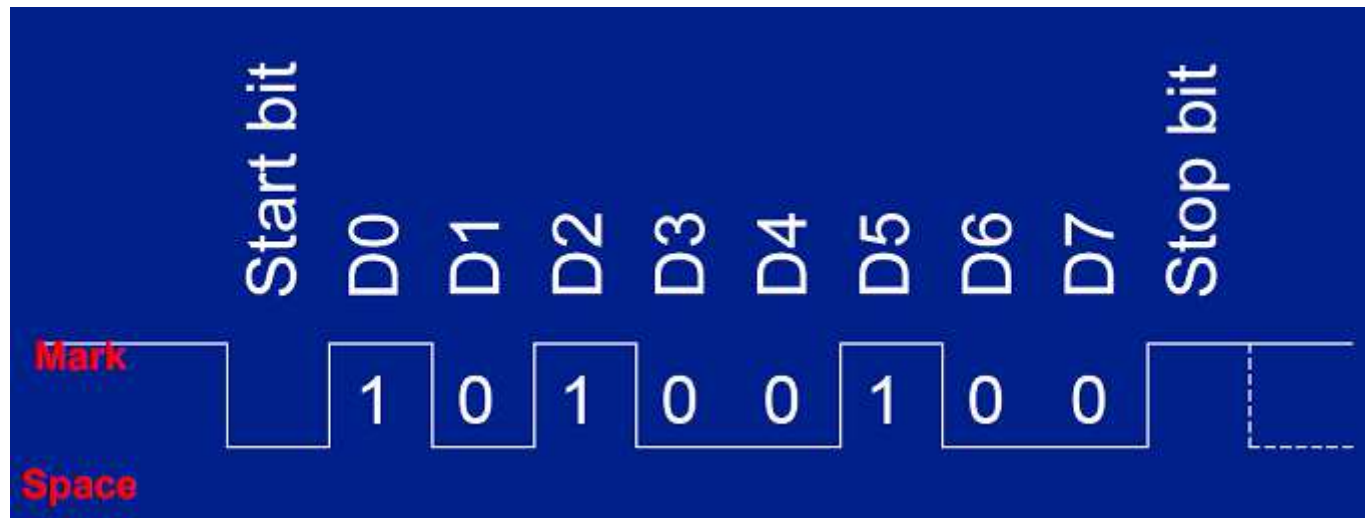 Start bit
D0
D1
D2
D3
D4
D5
D6
D7
Stop bit
Mark
1 0 1 0 0 1 0 0
Space